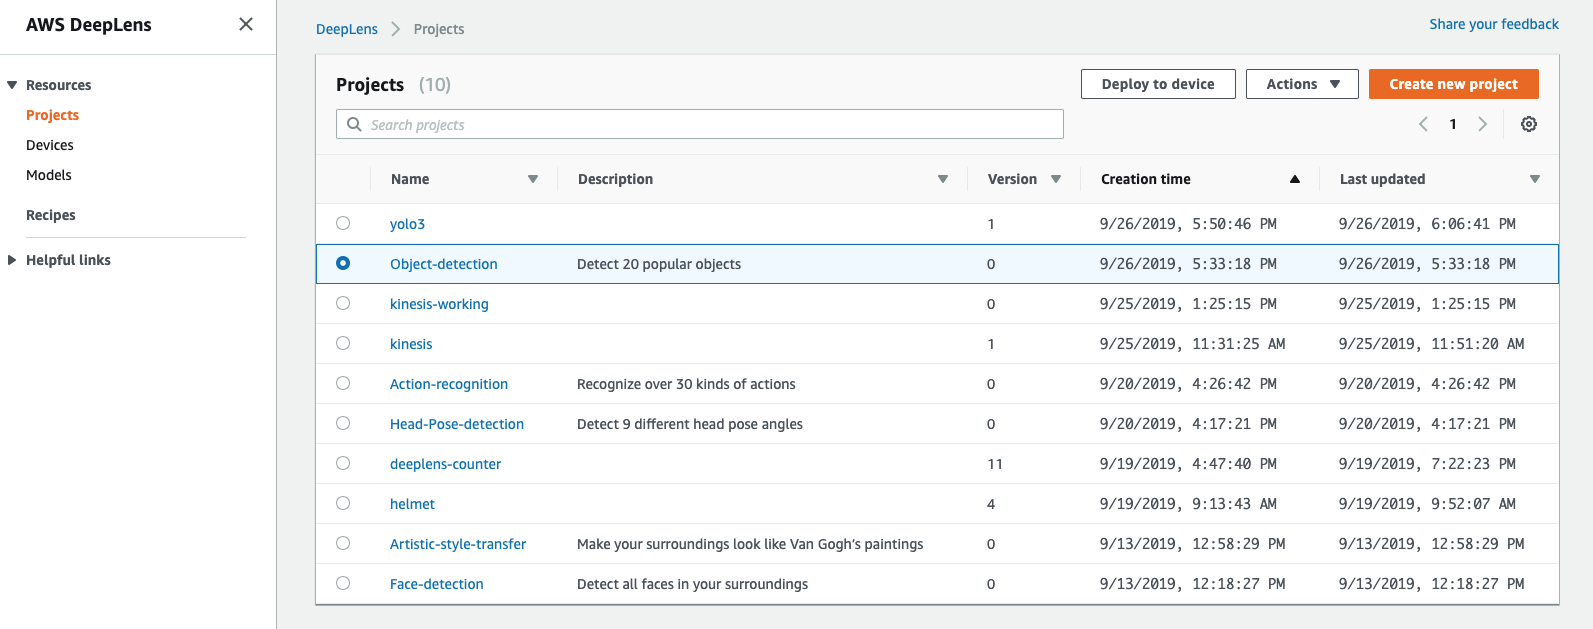 AWS DeepLens
Resources
Projects
Devices
Models
Recipes
Helpful links
DeepLens Projects
Share your feedback
Projects (10)
Deploy to device
Actions
Create new project
Search projects
1
Name Description Version Creation time Last updated
yolo3 1 9/26/2019, 5:50:46 PM 9/26/2019, 6:06:41 PM
Object-detection Detect 20 popular objects 0 9/26/2019, 5:33:18 PM 9/26/2019, 5:33:18 PM
kinesis-working 0 9/25/2019, 1:25:15 PM 9/25/2019, 1:25:15 PM
kinesis 1 9/25/2019, 11:31:25 AM 9/25/2019, 11:51:20 AM
Action-recognition Recognize over 30 kinds of actions 0 9/20/2019, 4:26:42 PM 9/20/2019, 4:26:42 PM
Head-Pose-detection Detect 9 different head pose angles 0 9/20/2019, 4:17:21 PM 9/20/2019, 4:17:21 PM
deeplens-counter 11 9/19/2019, 4:47:40 PM 9/19/2019, 7:22:23 PM
helmet 4 9/19/2019, 9:13:43 AM 9/19/2019, 9:52:07 AM
Artistic-style-transfer Make your surroundings look like Van Gogh's paintings 0 9/13/2019, 12:58:29 PM 9/13/2019, 12:58:29 PM
Face-detection Detect all faces in your surroundings 0 9/13/2019, 12:18:27 PM 9/13/2019, 12:18:27 PM